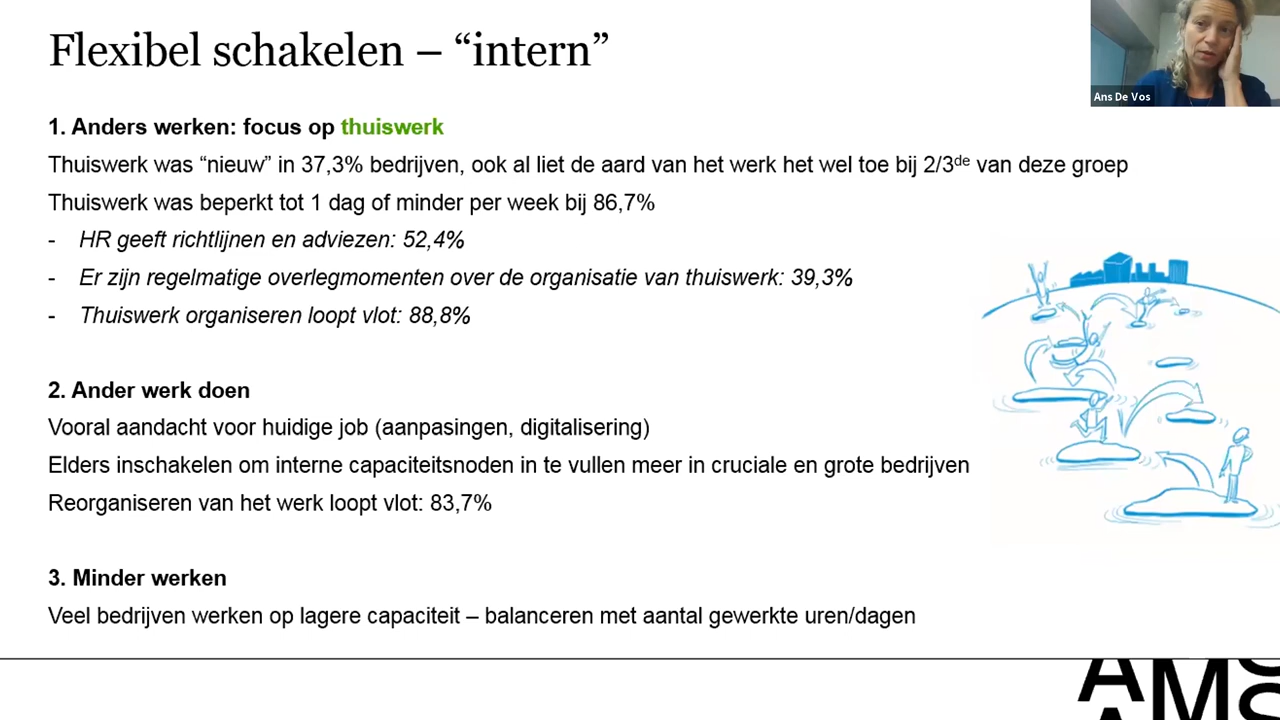 Flexibel schakelen – “intern”
Ans De Vos
1. Anders werken: focus op thuiswerk
Thuiswerk was “nieuw” in 37,3% bedrijven, ook al liet de aard van het werk het wel toe bij 2/3de van deze groep
Thuiswerk was beperkt tot 1 dag of minder per week bij 86,7%
- HR geeft richtlijnen en adviezen: 52,4%
- Er zijn regelmatige overlegmomenten over de organisatie van thuiswerk: 39,3%
- Thuiswerk organiseren loopt vlot: 88,8%
2. Ander werk doen
Vooral aandacht voor huidige job (aanpasingen, digitalisering)
Elders inschakelen om interne capaciteitsnoden in te vullen meer in cruciale en grote bedrijven
Reorganiseren van het werk loopt vlot: 83,7%
3. Minder werken
Veel bedrijven werken op lagere capaciteit – balanceren met aantal gewerkte uren/dagen
AMS